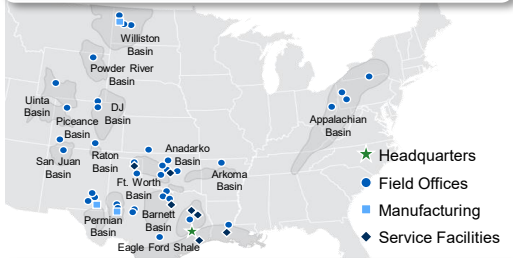 Williston
Basin
Powder River
Basin
Uinta
Basin
Piceance
Basin
DJ
Basin
Appalachian
Basin
San Juan
Basin
Raton
Basin
Anadarko
Basin
Arkoma
Basin
Ft. Worth
Basin
Permian
Basin
Barnett
Basin
Eagle Ford Shale
Headquarters
Field Offices
Manufacturing
Service Facilities